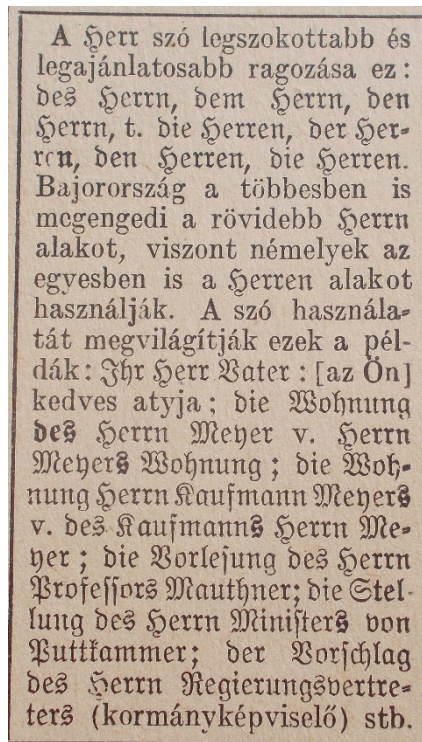 A Herr szó legszokottabb és
legajánlatosabb ragozása ez:
des Herrn, dem Herrn, den
Herrn, t. die Herren, der Her-
ren, den Herren, die Herren.
Bajorország a többesben is
megengedi a rövidebb Herrn
alakot, viszont némelyek az
egyesben is a Herren alakot
használják. A szó használa-
tát megvilágítják ezek a pél-
dák: Ihr Herr Vater: [az Ön]
kedves atyja; die Wohnung
des Herrn Meyer v. Herrn
Meyers Wohnung; die Woh-
nung Herrn Kaufmann Meyers
v. des Kaufmanns Herrn Me-
yer; die Vorlesung des Herrn
Professors Mauthner; die Stel-
lung des Herrn Ministers von
Puttkammer; der Vorschlag
des Herrn Regierungsvertre-
ters (kormányképviselő) stb.